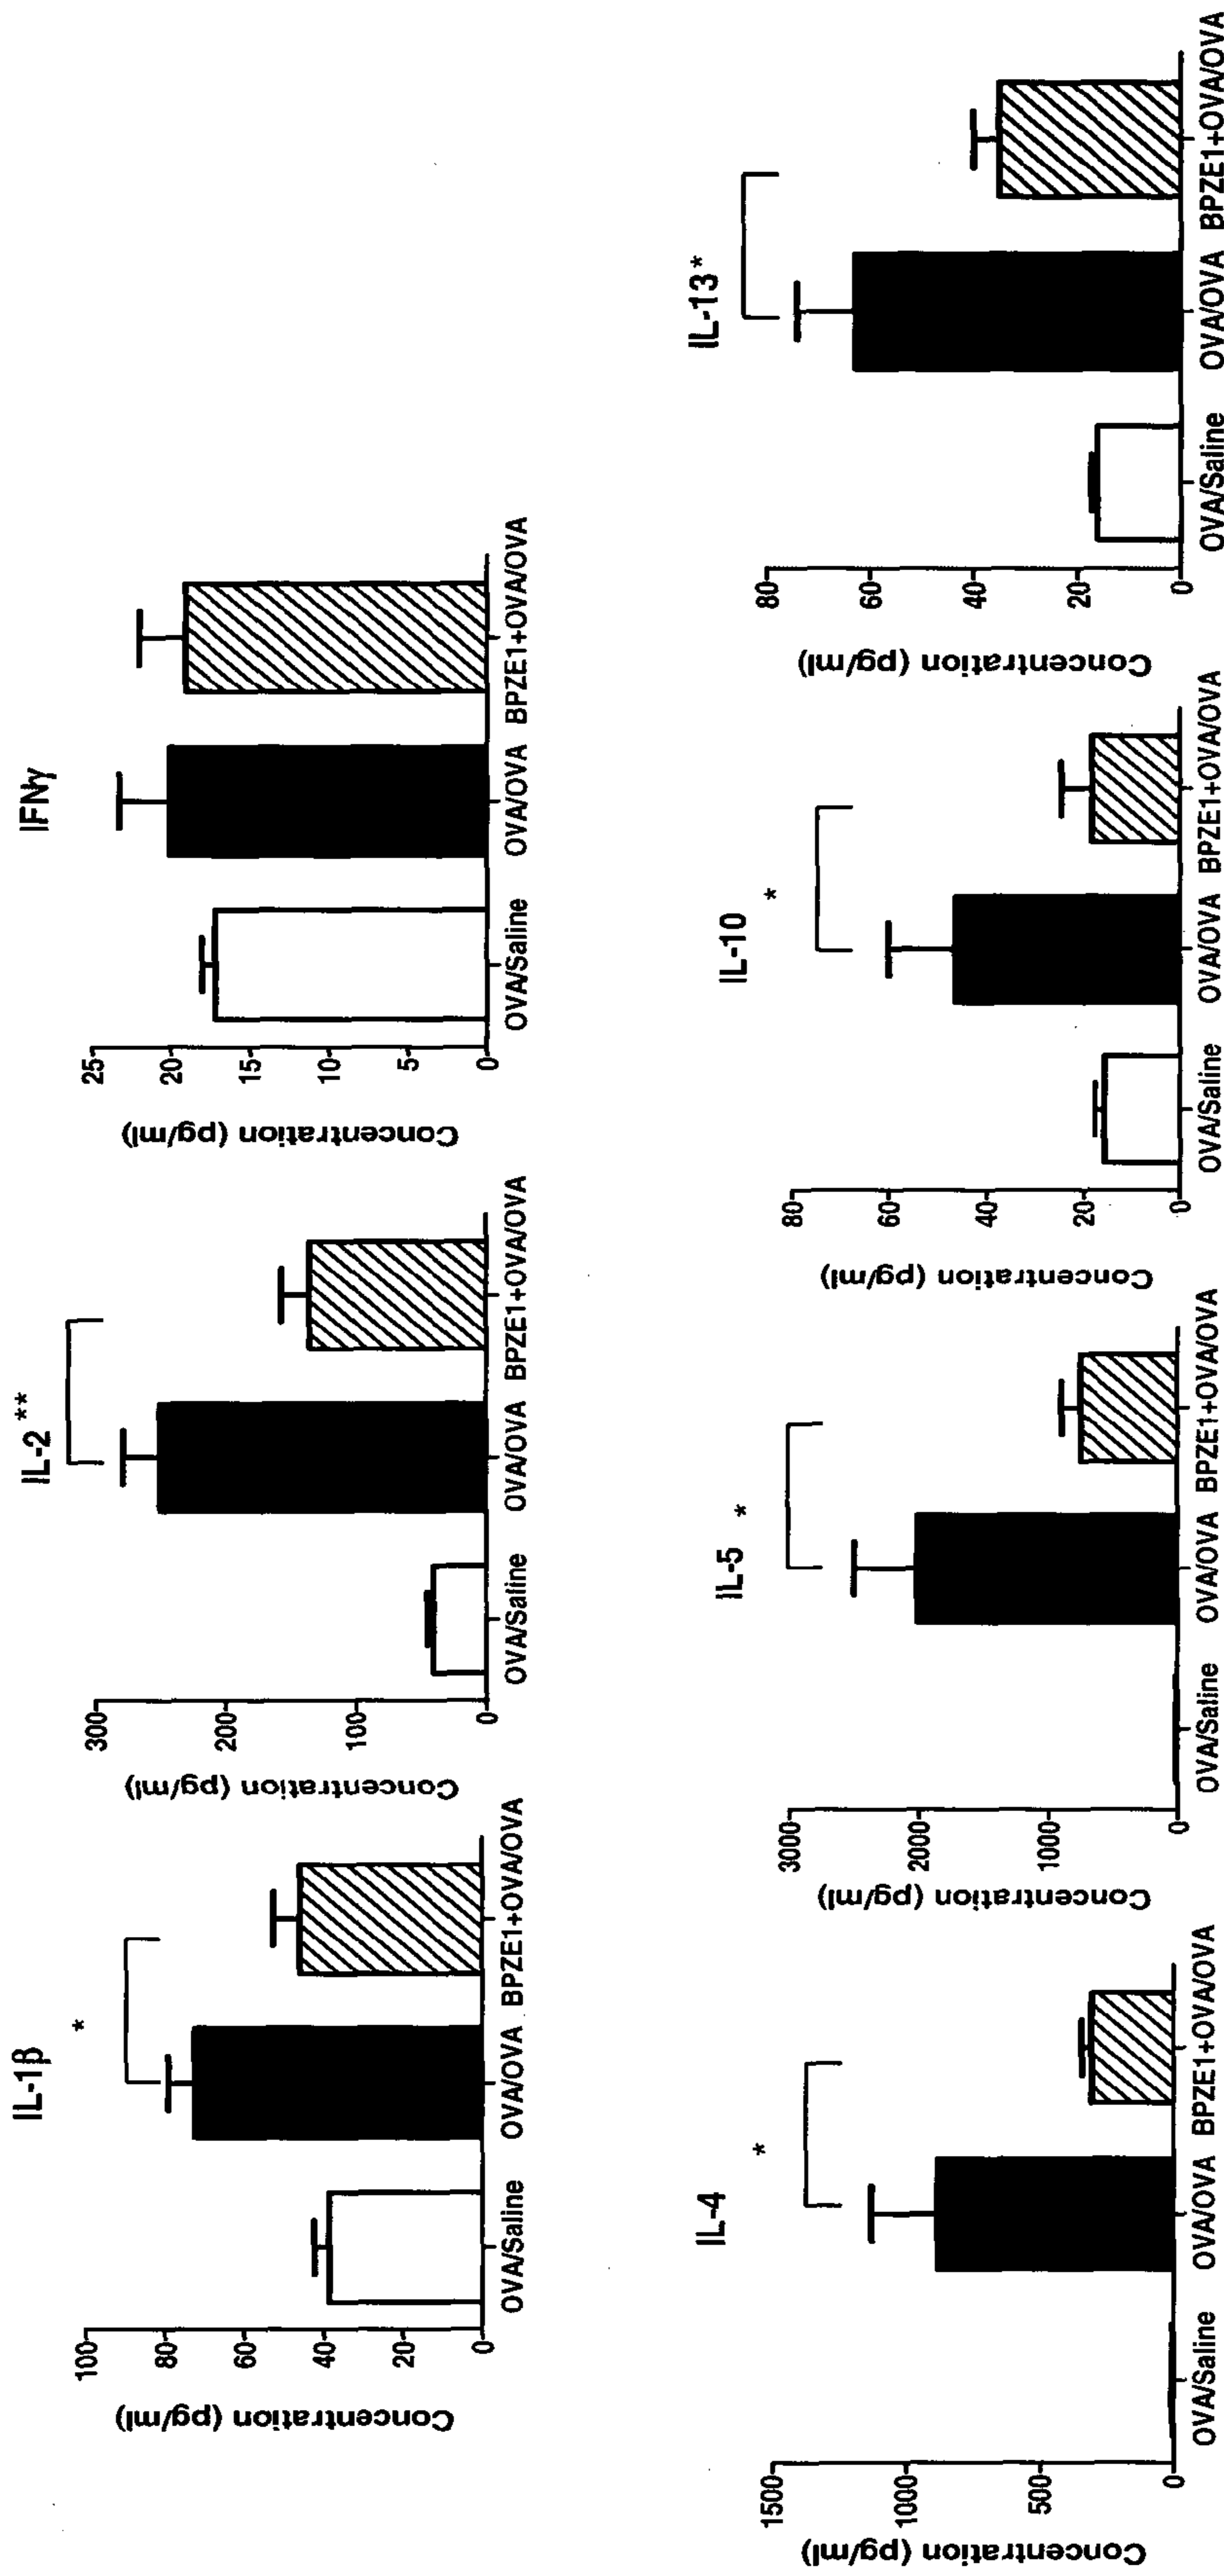 IL-1β
*
Concentration (pg/ml)
100
80
60
40
20
0
OVA/Saline
OVA/OVA
BPZE1+OVA/OVA
IL-2 **
Concentration (pg/ml)
300
200
100
0
OVA/Saline
OVA/OVA
BPZE1+OVA/OVA
IFNγ
Concentration (pg/ml)
25
20
15
10
5
0
OVA/Saline
OVA/OVA
BPZE1+OVA/OVA
IL-4
*
Concentration (pg/ml)
1500
1000
500
0
OVA/Saline
OVA/OVA
BPZE1+OVA/OVA
IL-5 *
Concentration (pg/ml)
3000
2000
1000
0
OVA/Saline
OVA/OVA
BPZE1+OVA/OVA
IL-10
*
Concentration (pg/ml)
80
60
40
20
0
OVA/Saline
OVA/OVA
BPZE1+OVA/OVA
IL-13*
Concentration (pg/ml)
80
60
40
20
0
OVA/Saline
OVA/OVA
BPZE1+OVA/OVA